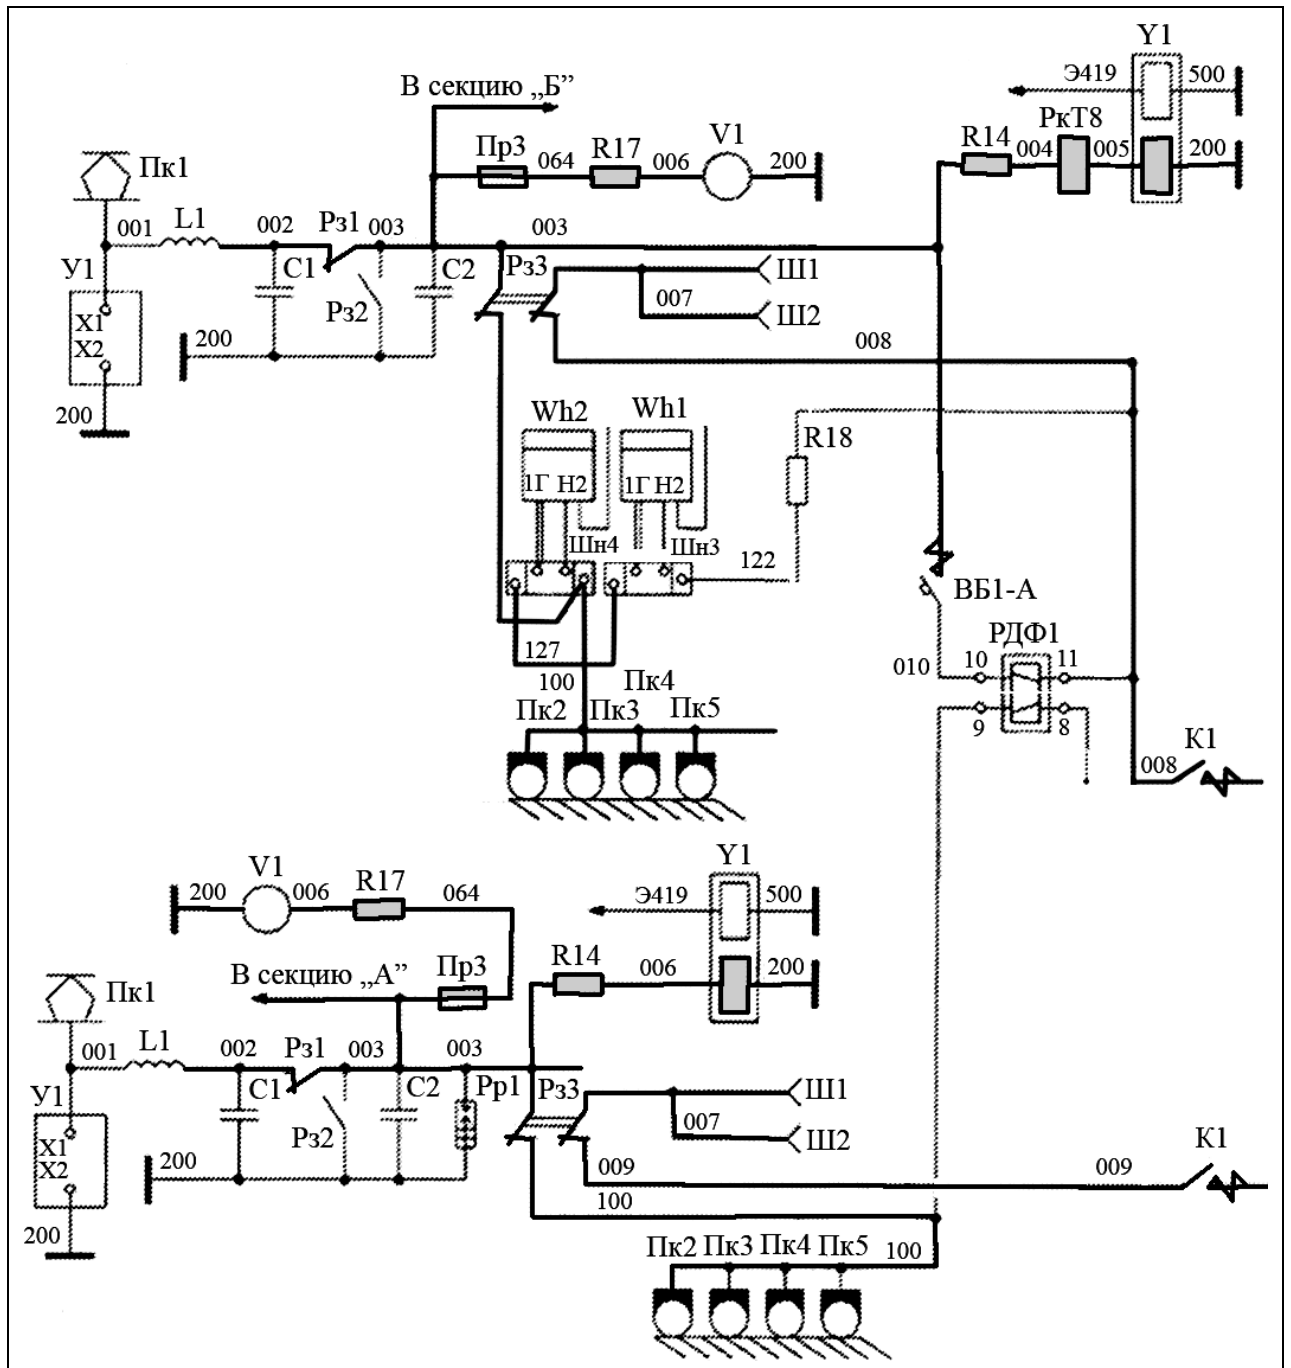 Y1
Э419 500
В секцию „Б”
РкТ8
V1
R14 004 005 200
Пр3 064 R17 006 200
Пк1
001 L1 002 Рз1 003 003
У1 С1 С2 Рз3 Ш1
Рз2 007
Х1 Ш2
Х2 200 008
200
Wh2 Wh1
R18
1Г Н2 1Г Н2
Шн4 Шн3 122
ВБ1-А
РДФ1
127
010 10 11
100 Пк4
Пк2 Пк3 Пк5
9 8
К1
008
V1 Y1
200 006 R17 064 Э419 500
R14
В секцию „А” Пр3 006 200
Пк1
001 L1 002 Рз1 003 003
У1 С1 С2 Рр1 Рз3 Ш1
Рз2 007
Х1 Ш2 К1
Х2 200 009 009
100
200 Пк2 Пк3 Пк4 Пк5 100